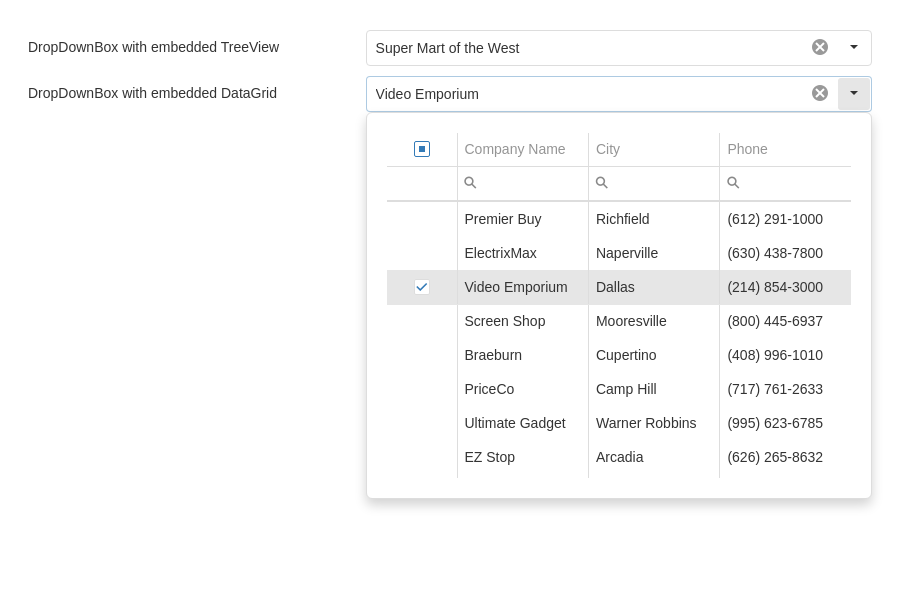 DropDownBox with embedded TreeView Super Mart of the West
DropDownBox with embedded DataGrid Video Emporium
Company Name City Phone
Premier Buy Richfield (612) 291-1000
ElectrixMax Naperville (630) 438-7800
Video Emporium Dallas (214) 854-3000
Screen Shop Mooresville (800) 445-6937
Braeburn Cupertino (408) 996-1010
PriceCo Camp Hill (717) 761-2633
Ultimate Gadget Warner Robbins (995) 623-6785
EZ Stop Arcadia (626) 265-8632